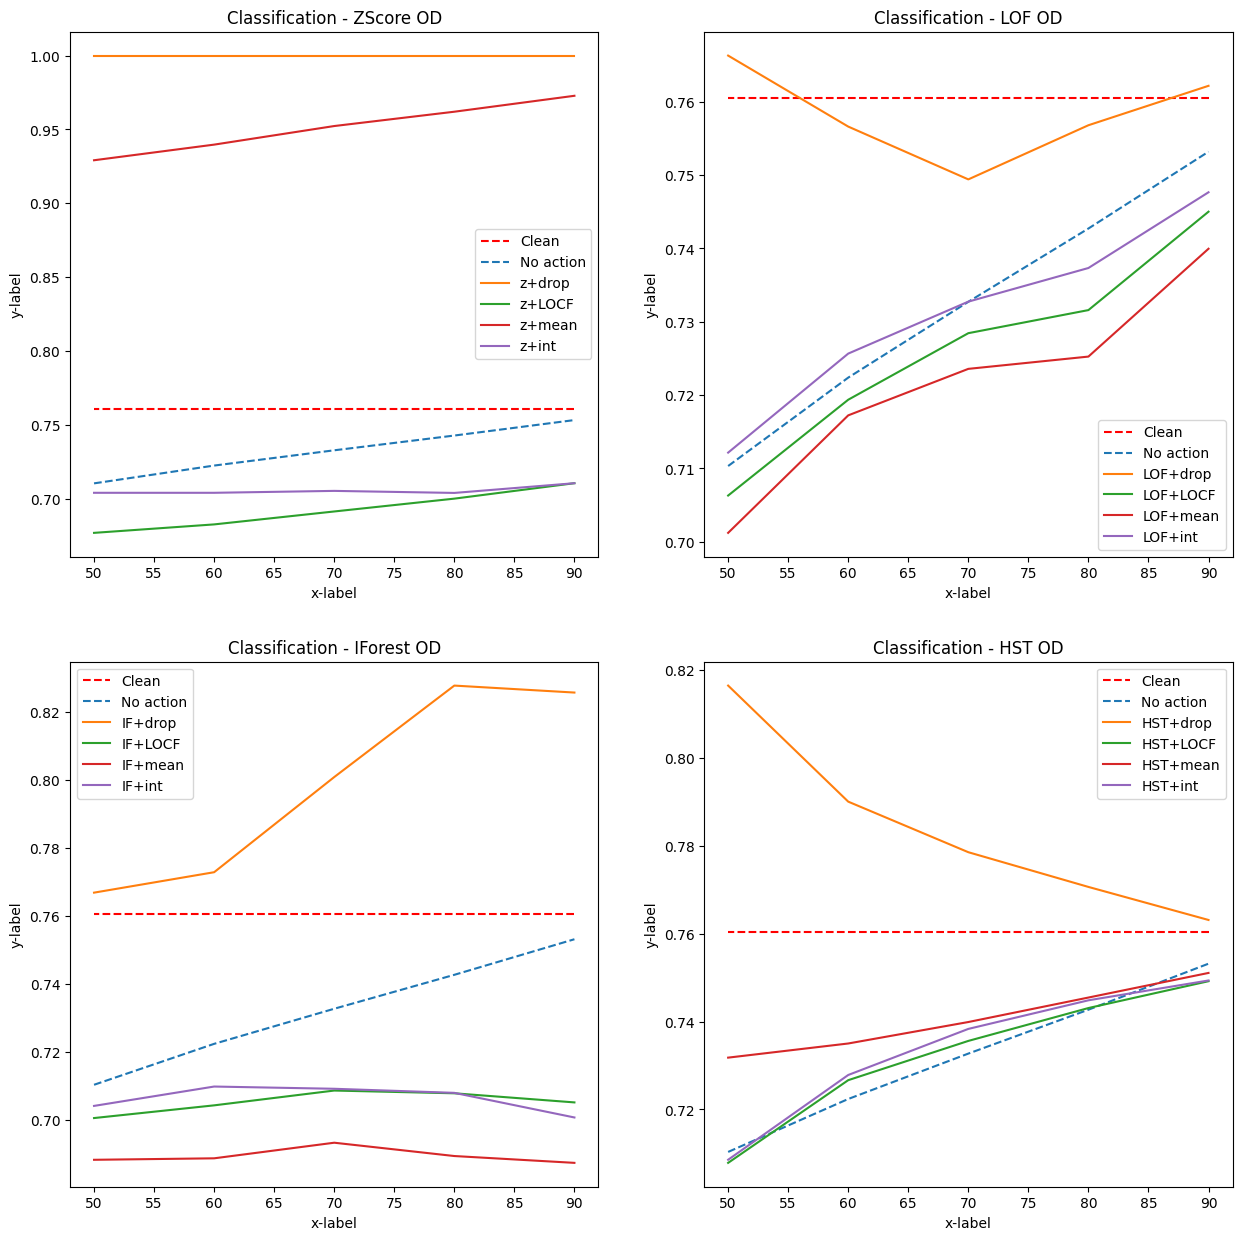 Classification - ZScore OD
1.00
0.95
0.90
0.85
0.80
0.75
0.70
y-label
Clean
No action
z+drop
z+LOCF
z+mean
z+int
50 55 60 65 70 75 80 85 90
x-label
Classification - LOF OD
0.76
0.75
0.74
0.73
0.72
0.71
0.70
y-label
Clean
No action
LOF+drop
LOF+LOCF
LOF+mean
LOF+int
50 55 60 65 70 75 80 85 90
x-label
Classification - IForest OD
0.82
0.80
0.78
0.76
0.74
0.72
0.70
y-label
Clean
No action
IF+drop
IF+LOCF
IF+mean
IF+int
50 55 60 65 70 75 80 85 90
x-label
Classification - HST OD
0.82
0.80
0.78
0.76
0.74
0.72
y-label
Clean
No action
HST+drop
HST+LOCF
HST+mean
HST+int
50 55 60 65 70 75 80 85 90
x-label